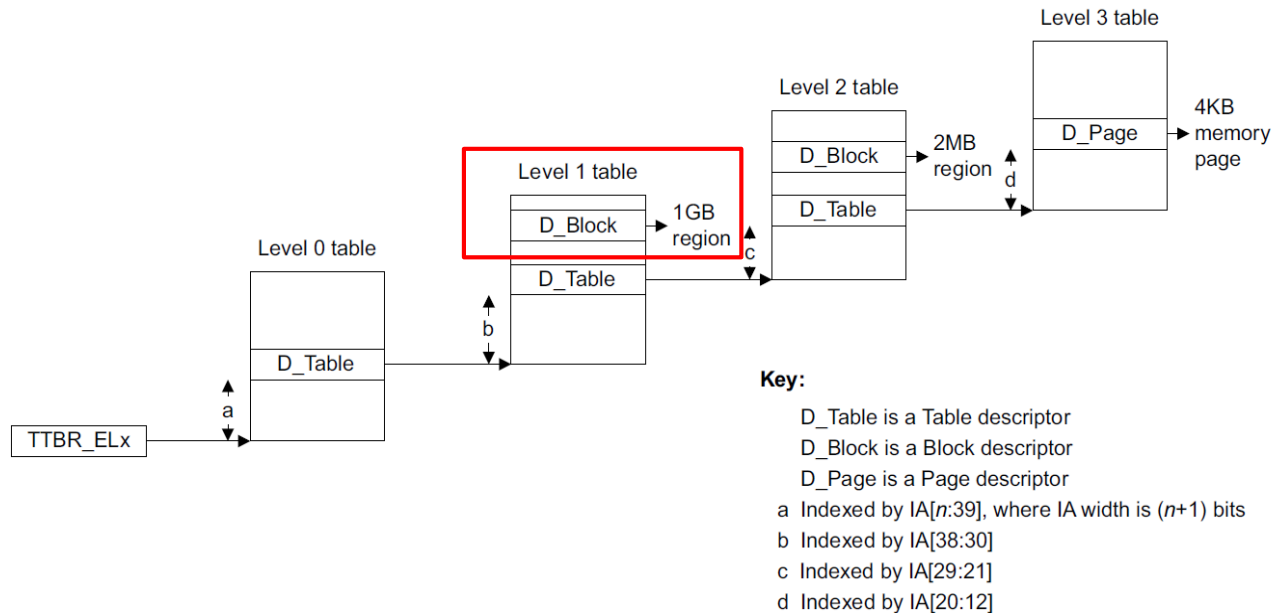 Level 3 table
Level 2 table
4KB
memory
page
D_Page
D_Block
2MB
region
d
Level 1 table
D_Table
D_Block
1GB
region
c
Level 0 table
D_Table
b
D_Table
a
TTBR_ELx
Key:
D_Table is a Table descriptor
D_Block is a Block descriptor
D_Page is a Page descriptor
a Indexed by IA[n:39], where IA width is (n+1) bits
b Indexed by IA[38:30]
c Indexed by IA[29:21]
d Indexed by IA[20:12]